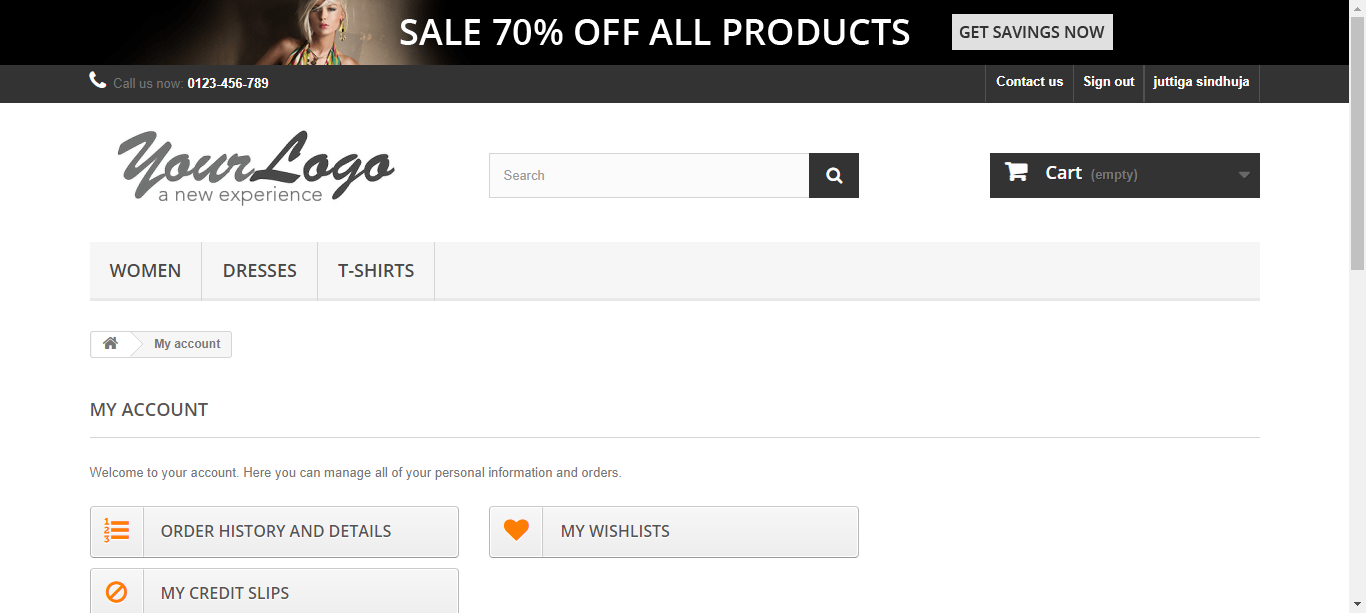 SALE 70% OFF ALL PRODUCTS GET SAVINGS NOW
Call us now: 0123-456-789 Contact us Sign out juttiga sindhuja
YourLogo
a new experience
Search Cart (empty)
WOMEN DRESSES T-SHIRTS
My account
MY ACCOUNT
Welcome to your account. Here you can manage all of your personal information and orders.
1 2 3 ORDER HISTORY AND DETAILS MY WISHLISTS
MY CREDIT SLIPS